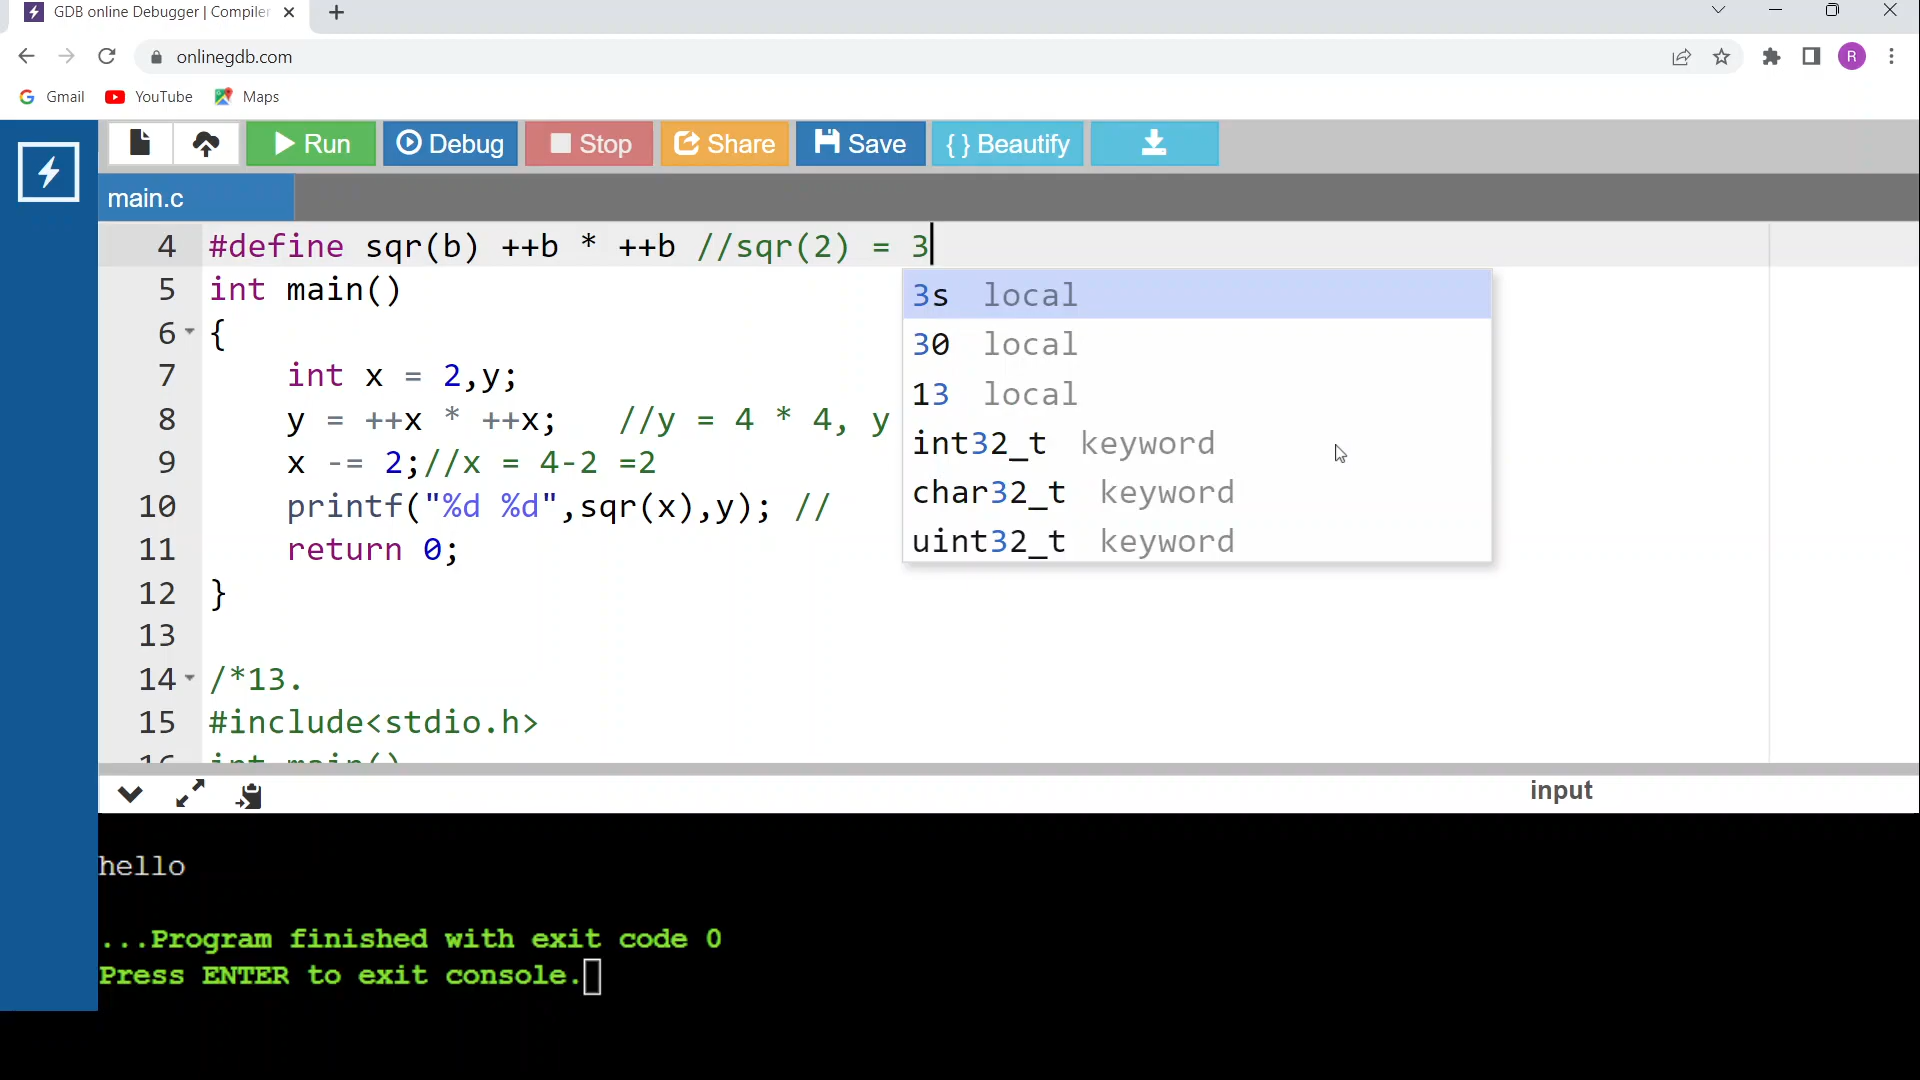 GDB online Debugger | Compiler
onlinegdb.com
R
Gmail YouTube Maps
Run Debug Stop Share Save { } Beautify
main.c
4 #define sqr(b) ++b * ++b //sqr(2) = 3
5 int main()
6 {
7 int x = 2,y;
8 y = ++x * ++x; //y = 4 * 4, y
9 x -= 2;//x = 4-2 =2
10 printf("%d %d",sqr(x),y); //
11 return 0;
12 }
13
14 /*13.
15 #include<stdio.h>
16 int main()
3s local
30 local
13 local
int32_t keyword
char32_t keyword
uint32_t keyword
input
hello
...Program finished with exit code 0
Press ENTER to exit console.